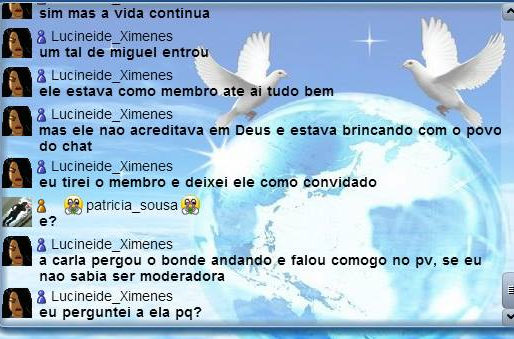 sim mas a vida continua
Lucineide_Ximenes
um tal de miguel entrou
Lucineide_Ximenes
ele estava como membro ate ai tudo bem
Lucineide_Ximenes
mas ele nao acreditava em Deus e estava brincando com o povo
do chat
Lucineide_Ximenes
eu tirei o membro e deixei ele como convidado
patricia_sousa
e?
Lucineide_Ximenes
a carla pergou o bonde andando e falou comogo no pv, se eu
nao sabia ser moderadora
Lucineide_Ximenes
eu perguntei a ela pq?